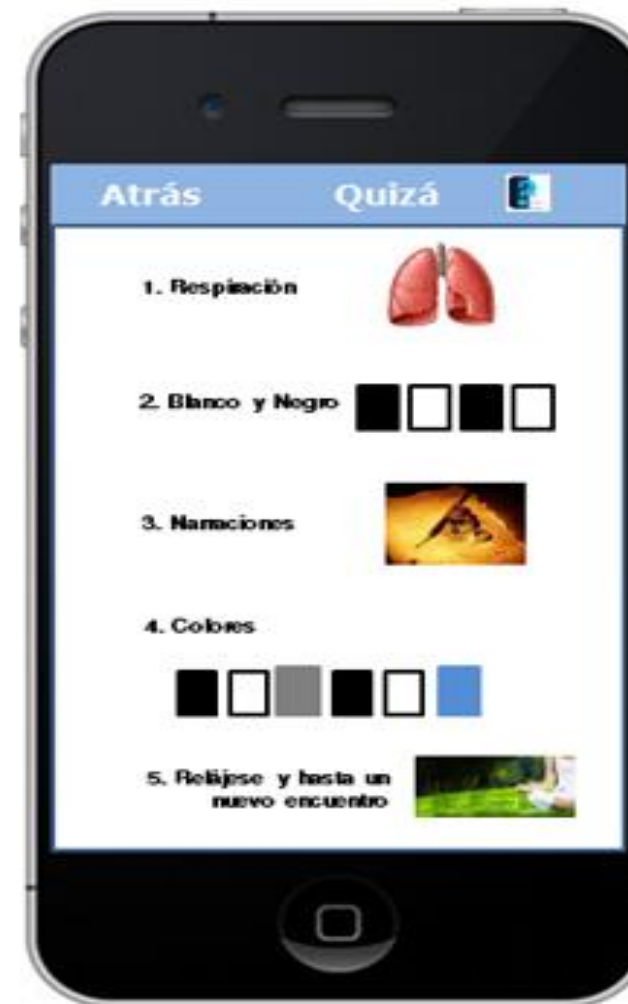 Atrás Quizá
1. Respiración
2. Blanco y Negro
3. Narraciones
4. Colores
5. Relájese y hasta un
nuevo encuentro